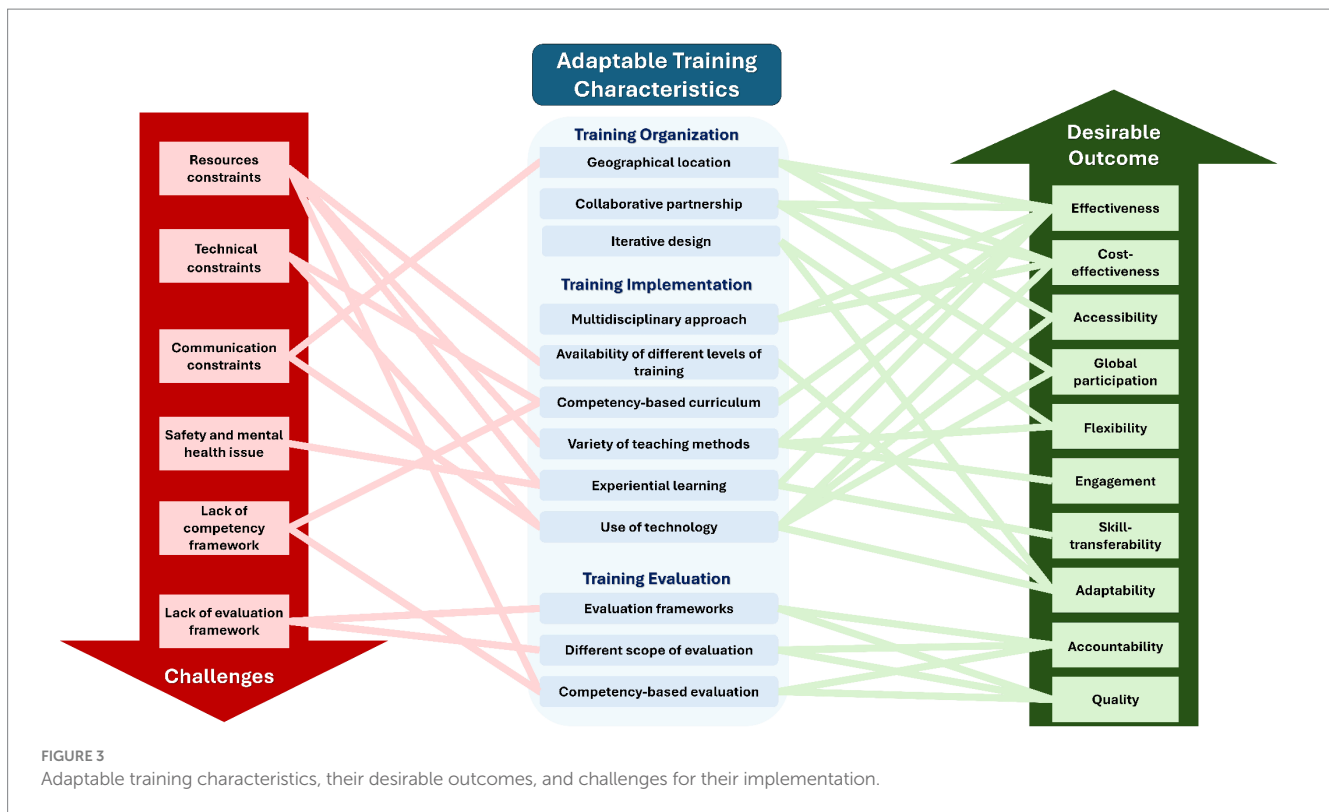 Adaptable Training
Characteristics
Resources
constraints
Technical
constraints
Communication
constraints
Safety and mental
health issue
Lack of
competency
framework
Lack of evaluation
framework
Challenges
Training Organization
Geographical location
Collaborative partnership
Iterative design
Training Implementation
Multidisciplinary approach
Availability of different levels of
training
Competency-based curriculum
Variety of teaching methods
Experiential learning
Use of technology
Training Evaluation
Evaluation frameworks
Different scope of evaluation
Competency-based evaluation
Desirable
Outcome
Effectiveness
Cost-
effectiveness
Accessibility
Global
participation
Flexibility
Engagement
Skill-
transferability
Adaptability
Accountability
Quality
FIGURE 3
Adaptable training characteristics, their desirable outcomes, and challenges for their implementation.